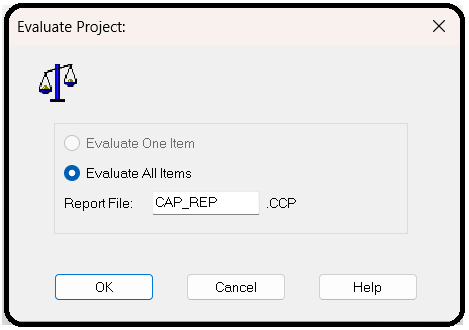 Evaluate Project:
Evaluate One Item
Evaluate All Items
Report File: CAP_REP .CCP
OK Cancel Help